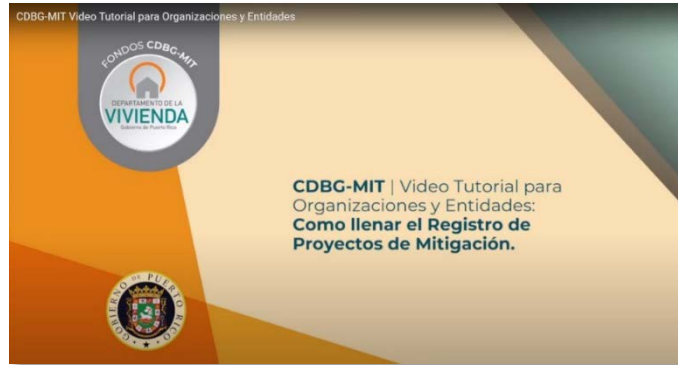 CDBG-MIT Video Tutorial para Organizaciones y Entidades
FONDOS CDBG-MIT
DEPARTAMENTO DE LA
VIVIENDA
Gobierno de Puerto Rico
CDBG-MIT | Video Tutorial para
Organizaciones y Entidades:
Como llenar el Registro de
Proyectos de Mitigación.
GOBIERNO DE PUERTO RICO